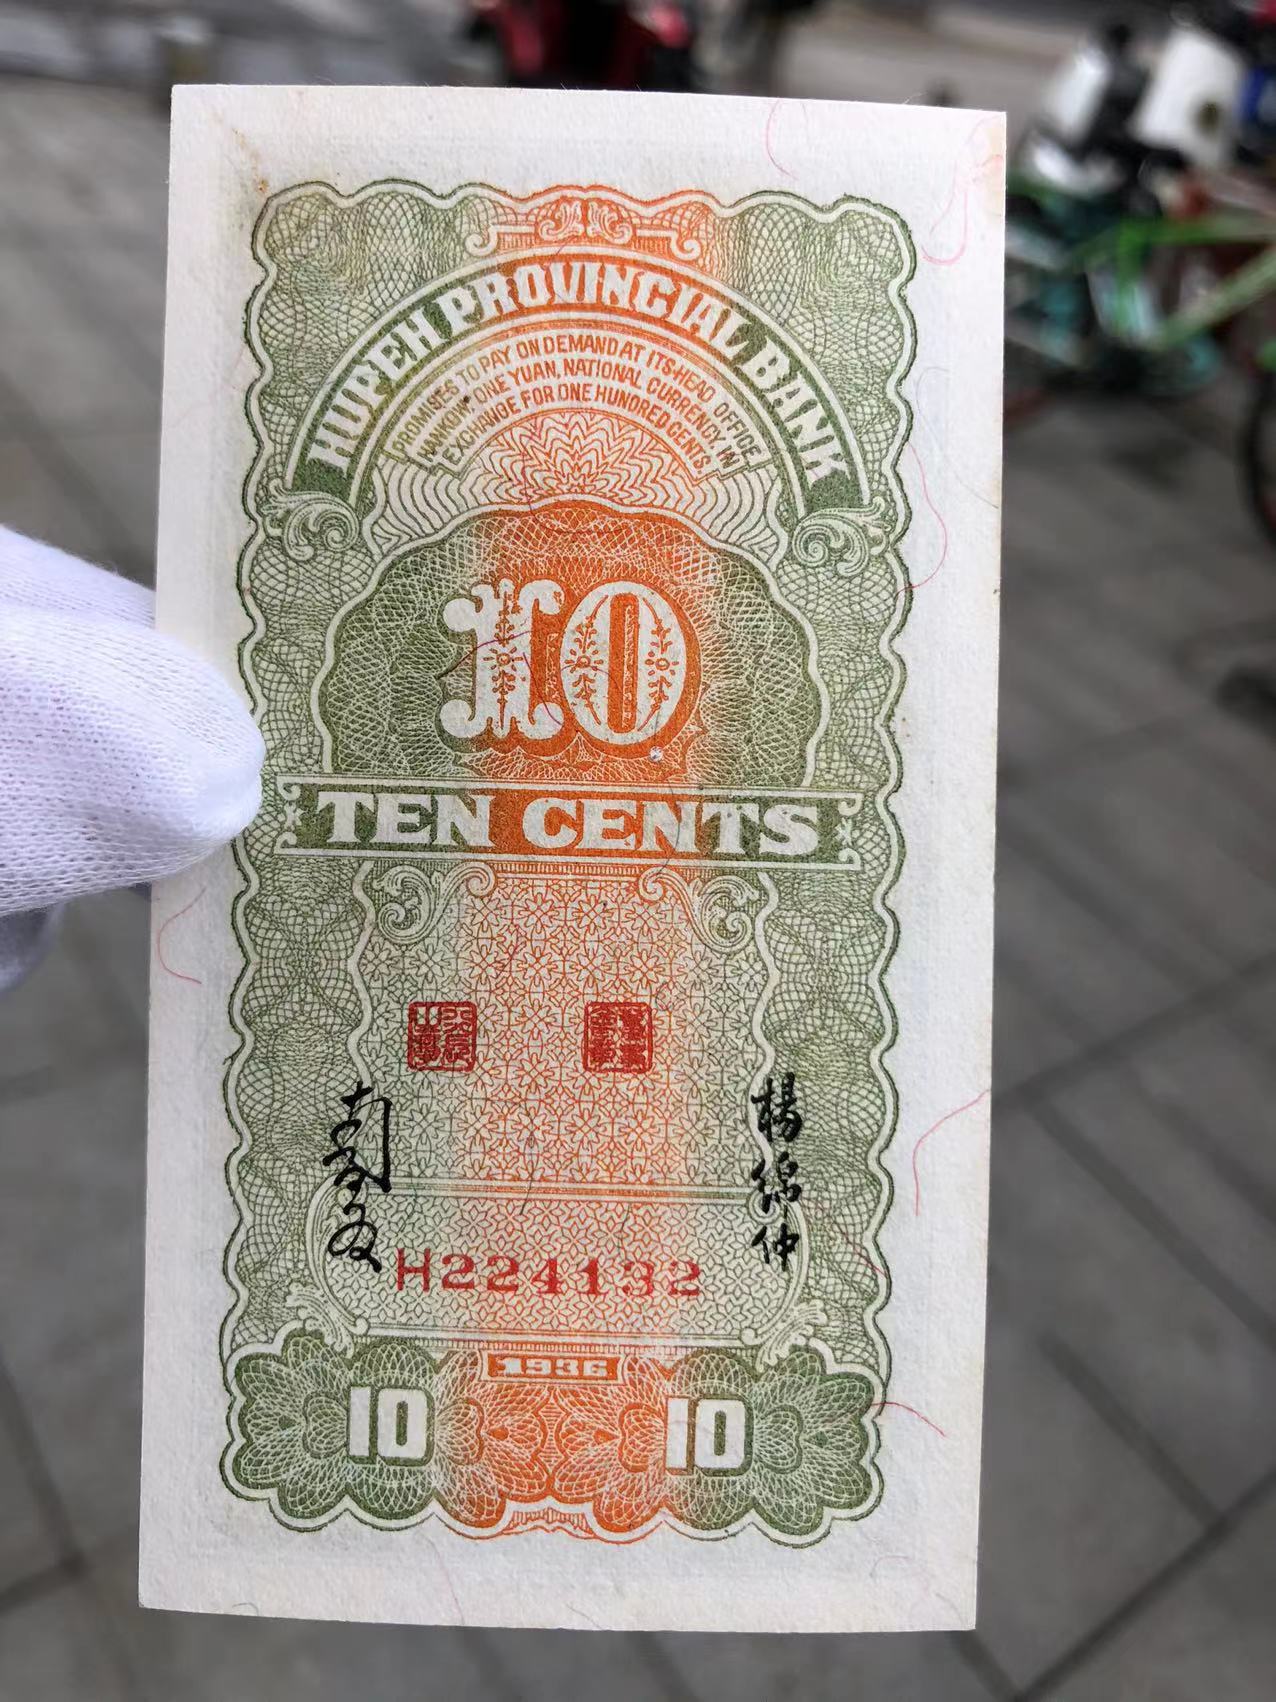 HUPEH PROVINCIAL BANK
PROMISES TO PAY ON DEMAND AT ITS HEAD OFFICE
HANKOW, ONE YUAN, NATIONAL CURRENCY, IN
EXCHANGE FOR ONE HUNDRED CENTS
10
TEN CENTS
楊綿仲
H224132
1936
10 10